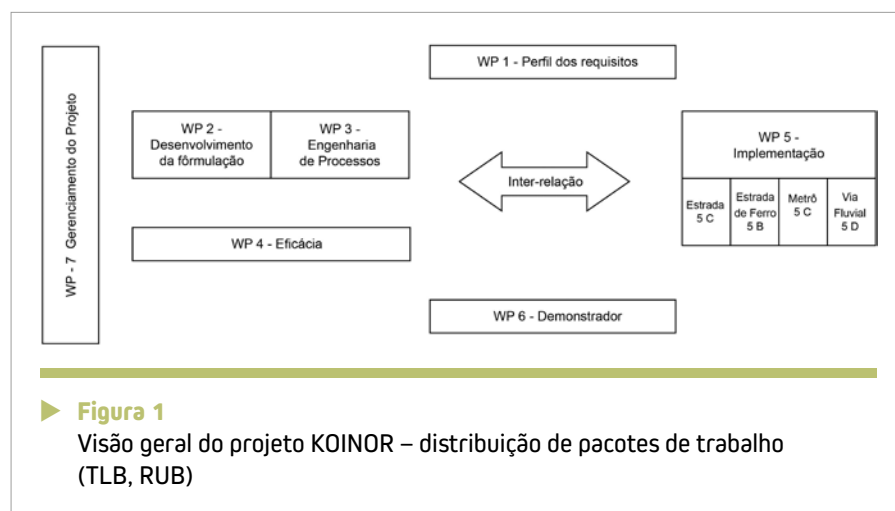 WP - 7 Gerenciamento do Projeto
WP 1 - Perfil dos requisitos
WP 2 -
Desenvolvimento
da fôrmulação
WP 3 -
Engenharia
de Processos
WP 4 - Eficácia
Inter-relação
WP 5 -
Implementação
Estrada
5 C
Estrada
de Ferro
5 B
Metrô
5 C
Via
Fluvial
5 D
WP 6 - Demonstrador
Figura 1
Visão geral do projeto KOINOR – distribuição de pacotes de trabalho
(TLB, RUB)